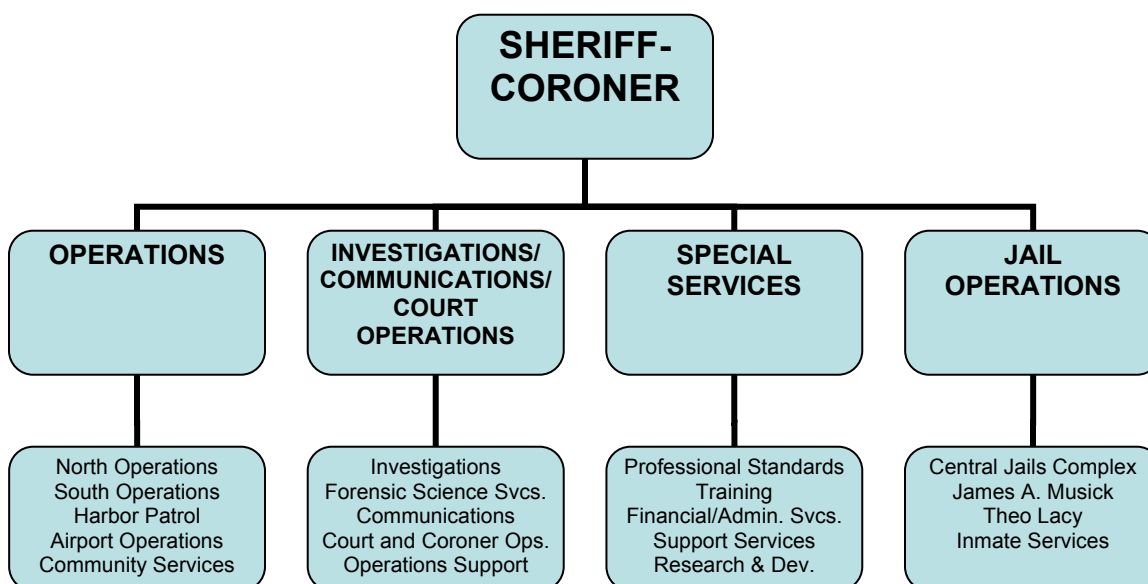 SHERIFF-
CORONER
OPERATIONS
INVESTIGATIONS/
COMMUNICATIONS/
COURT
OPERATIONS
SPECIAL
SERVICES
JAIL
OPERATIONS
North Operations
South Operations
Harbor Patrol
Airport Operations
Community Services
Investigations
Forensic Science Svcs.
Communications
Court and Coroner Ops.
Operations Support
Professional Standards
Training
Financial/Admin. Svcs.
Support Services
Research & Dev.
Central Jails Complex
James A. Musick
Theo Lacy
Inmate Services